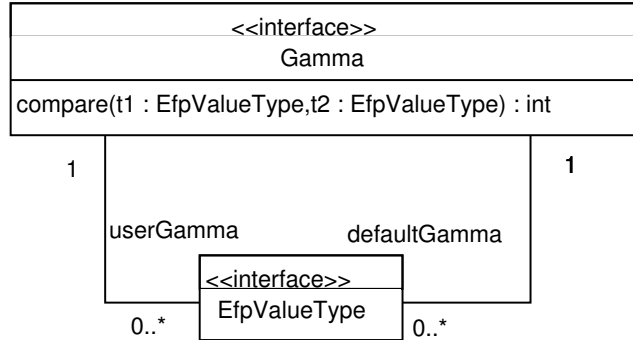 <<interface>>
Gamma
compare(t1 : EfpValueType,t2 : EfpValueType) : int
1
1
userGamma
defaultGamma
<<interface>>
EfpValueType
0..*
0..*